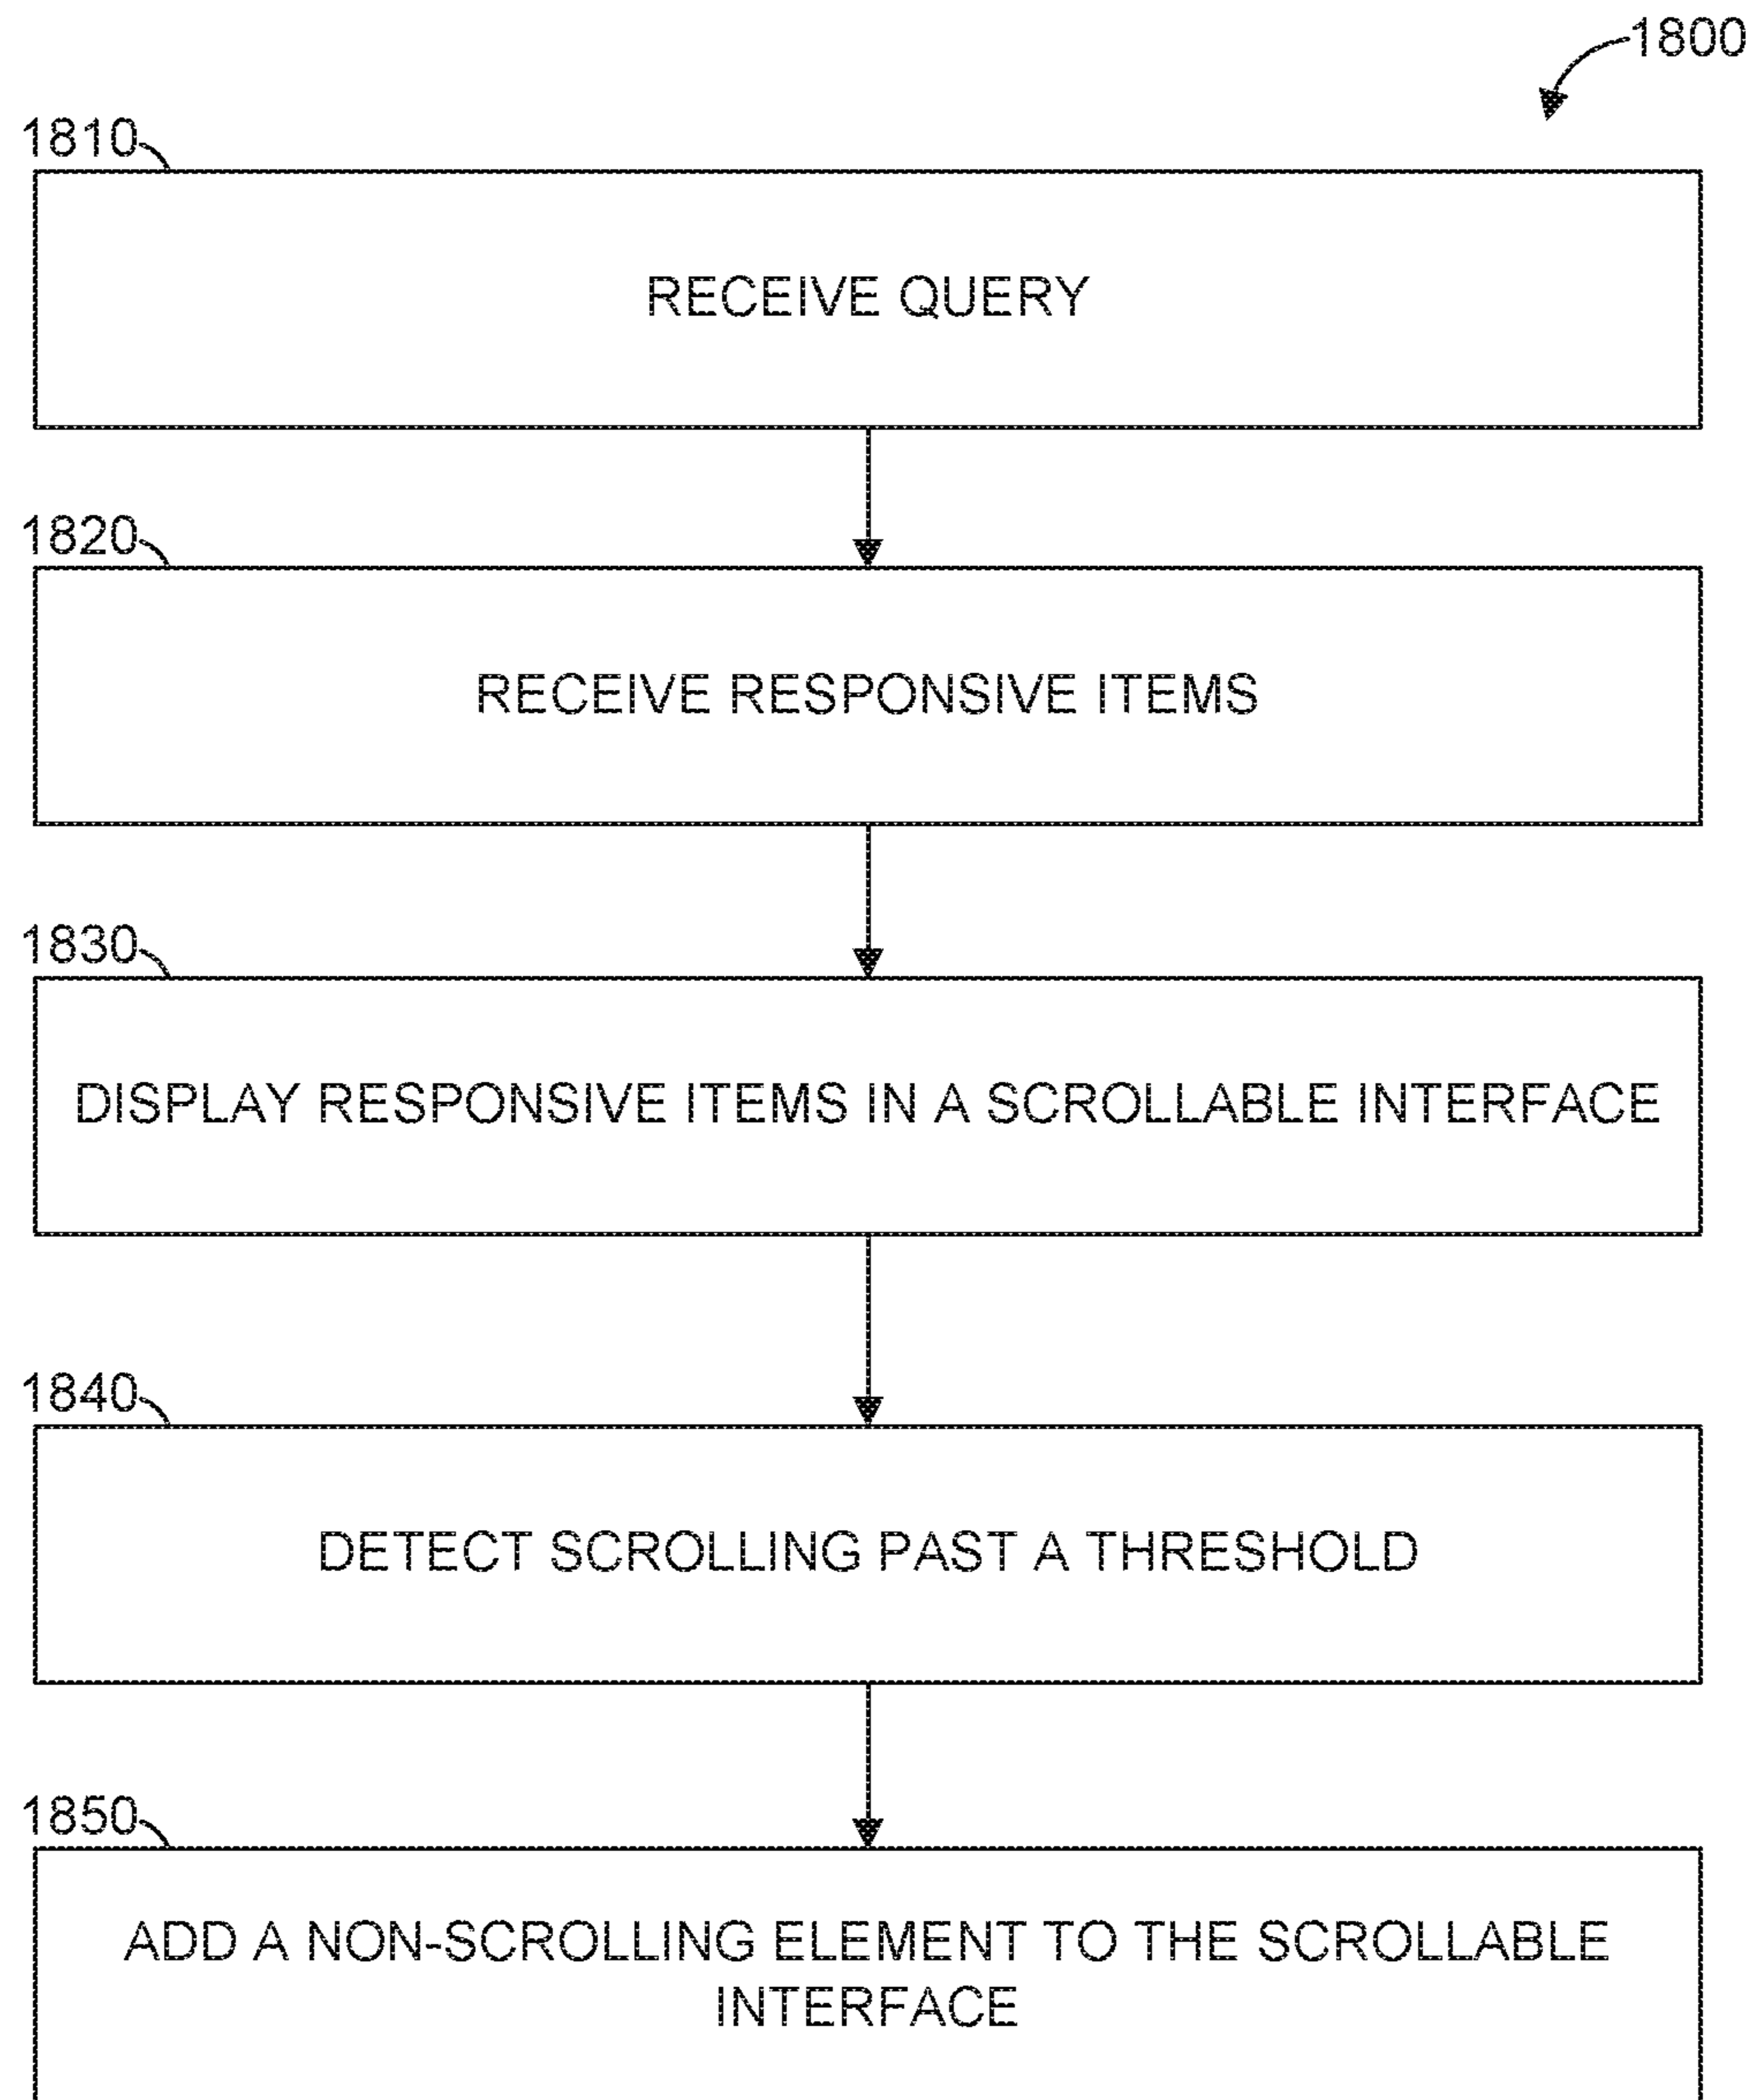 1800
1810
RECEIVE QUERY
1820
RECEIVE RESPONSIVE ITEMS
1830
DISPLAY RESPONSIVE ITEMS IN A SCROLLABLE INTERFACE
1840
DETECT SCROLLING PAST A THRESHOLD
1850
ADD A NON-SCROLLING ELEMENT TO THE SCROLLABLE
INTERFACE